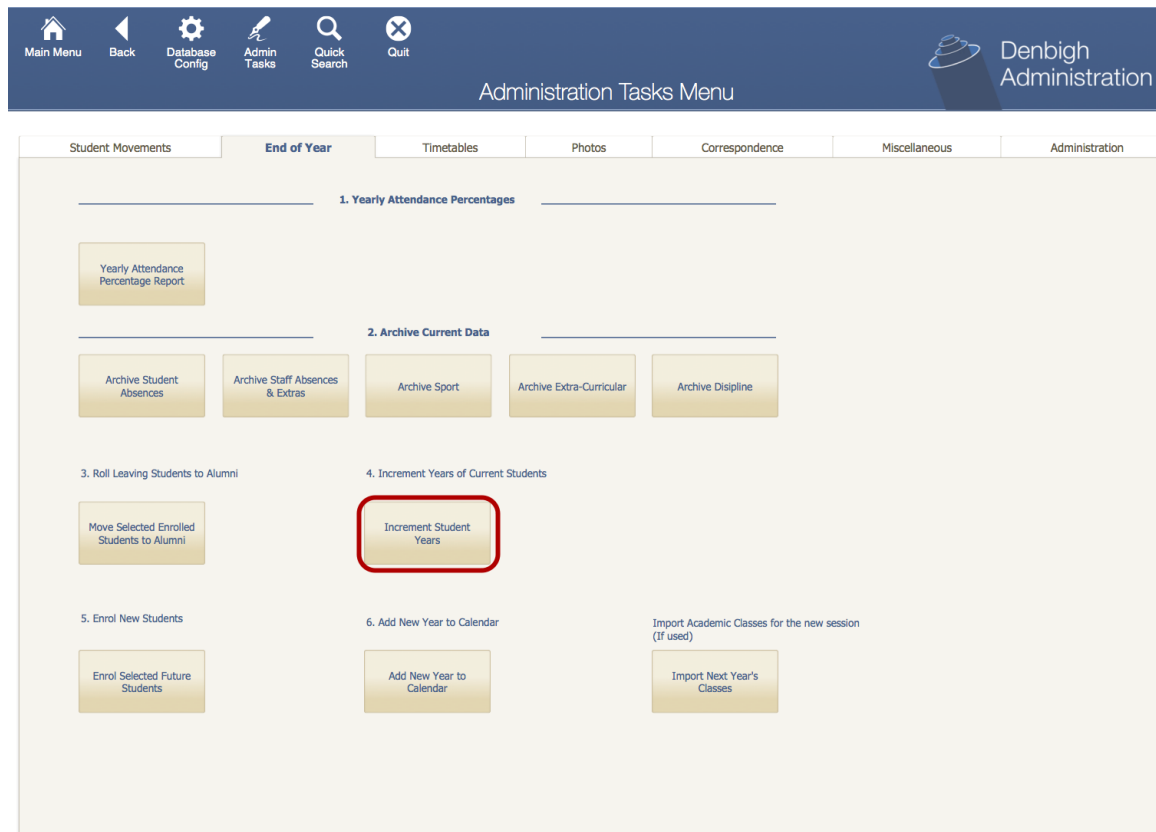 Main Menu
Back
Database
Config
Admin
Tasks
Quick
Search
Quit
Administration Tasks Menu
Denbigh
Administration
Student Movements
End of Year
Timetables
Photos
Correspondence
Miscellaneous
Administration
1. Yearly Attendance Percentages
Yearly Attendance
Percentage Report
2. Archive Current Data
Archive Student
Absences
Archive Staff Absences
& Extras
Archive Sport
Archive Extra-Curricular
Archive Disipline
3. Roll Leaving Students to Alumni
4. Increment Years of Current Students
Move Selected Enrolled
Students to Alumni
Increment Student
Years
5. Enrol New Students
6. Add New Year to Calendar
Import Academic Classes for the new session
(If used)
Enrol Selected Future
Students
Add New Year to
Calendar
Import Next Year's
Classes